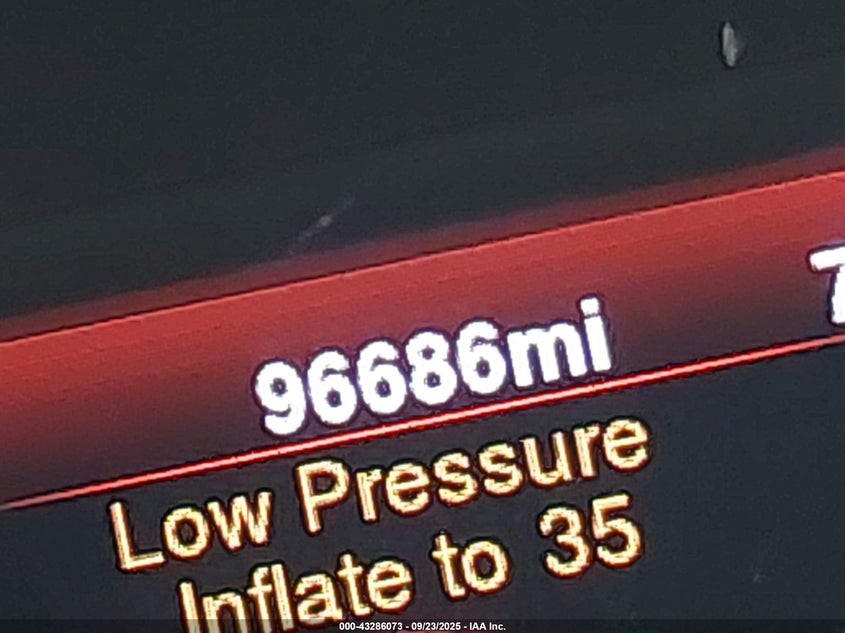 96686mi
Low Pressure
Inflate to 35
000-43286073 - 09/23/2025 - IAA Inc.